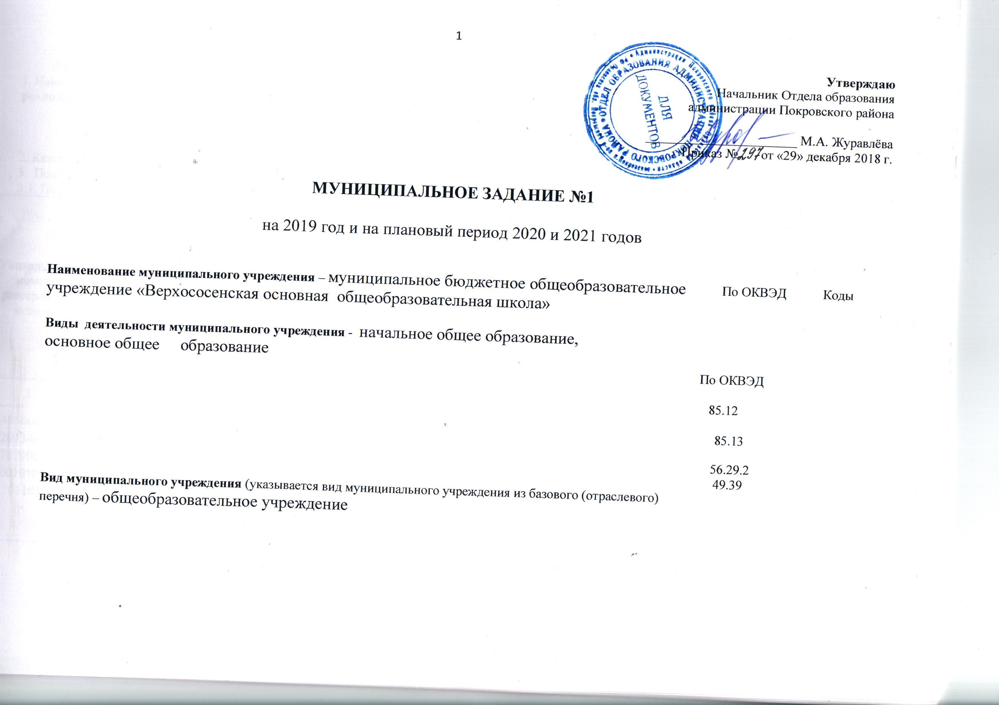 1
Утверждаю
Начальник Отдела образования
администрации Покровского района
М.А. Журавлёва
Приказ № 297 от «29» декабря 2018 г.
ОТДЕЛ ОБРАЗОВАНИЯ АДМИНИСТРАЦИИ ПОКРОВСКОГО РАЙОНА
ДЛЯ
ДОКУМЕНТОВ
МУНИЦИПАЛЬНОЕ ЗАДАНИЕ №1
на 2019 год и на плановый период 2020 и 2021 годов
Наименование муниципального учреждения – муниципальное бюджетное общеобразовательное
учреждение «Верхососенская основная общеобразовательная школа»
По ОКВЭД Коды
Виды деятельности муниципального учреждения - начальное общее образование,
основное общее образование
По ОКВЭД
85.12
85.13
56.29.2
49.39
Вид муниципального учреждения (указывается вид муниципального учреждения из базового (отраслевого)
перечня) – общеобразовательное учреждение